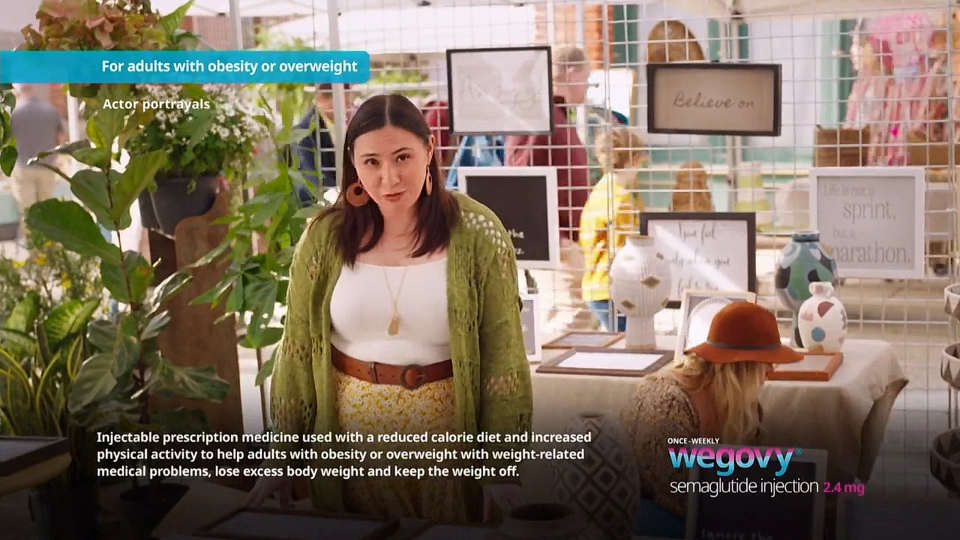 For adults with obesity or overweight
Actor portrayals
Believe on
Life is not a
sprint,
but a
marathon.
Injectable prescription medicine used with a reduced calorie diet and increased
physical activity to help adults with obesity or overweight with weight-related
medical problems, lose excess body weight and keep the weight off.
ONCE-WEEKLY
wegovy®
semaglutide injection 2.4 mg